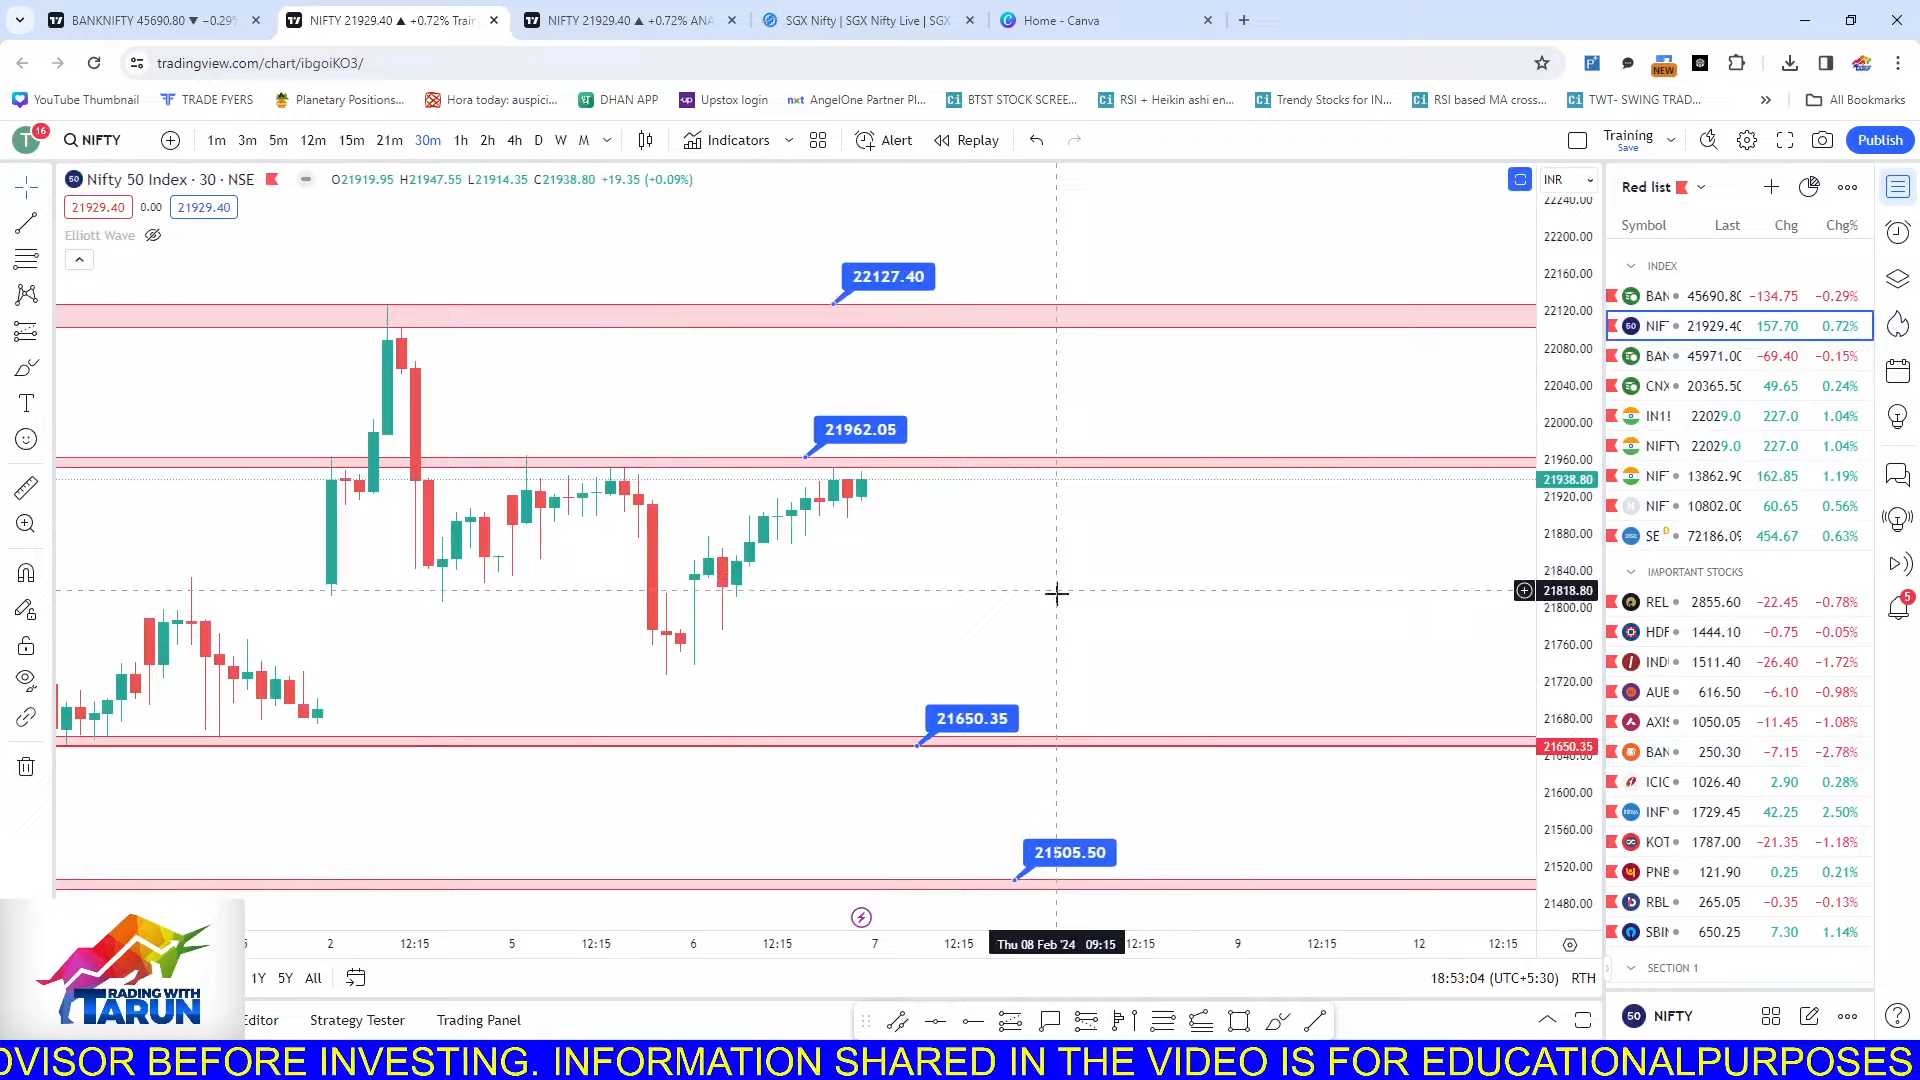 BANKNIFTY 45690.80 ▼ −0.29%
NIFTY 21929.40 ▲ +0.72% Train
NIFTY 21929.40 ▲ +0.72% ANA
SGX Nifty | SGX Nifty Live | SGX
Home - Canva
tradingview.com/chart/ibgoiKO3/
NEW
YouTube Thumbnail
TRADE FYERS
Planetary Positions...
Hora today: auspici...
DHAN APP
Upstox login
AngelOne Partner Pl...
BTST STOCK SCREE...
RSI + Heikin ashi en...
Trendy Stocks for IN...
RSI based MA cross...
TWT- SWING TRAD...
All Bookmarks
T 16
NIFTY
1m 3m 5m 12m 15m 21m 30m 1h 2h 4h D W M
Indicators
Alert
Replay
Training
Save
Publish
Nifty 50 Index · 30 · NSE
O21919.95 H21947.55 L21914.35 C21938.80 +19.35 (+0.09%)
21929.40 0.00 21929.40
Elliott Wave
INR
22127.40
21962.05
21650.35
21505.50
22240.00
22200.00
22160.00
22120.00
22080.00
22040.00
22000.00
21960.00
21938.80
21920.00
21880.00
21840.00
21818.80
21800.00
21760.00
21720.00
21680.00
21650.35
21640.00
21600.00
21560.00
21520.00
21480.00
2 12:15 5 12:15 6 12:15 7 12:15 Thu 08 Feb '24 09:15 12:15 9 12:15 12 12:15
1Y 5Y All
18:53:04 (UTC+5:30) RTH
Editor
Strategy Tester
Trading Panel
Red list
Symbol Last Chg Chg%
INDEX
BAN 45690.80 −134.75 −0.29%
50 NIF 21929.40 157.70 0.72%
BAN 45971.00 −69.40 −0.15%
CNX 20365.50 49.65 0.24%
IN1! 22029.0 227.0 1.04%
NIFTY 22029.0 227.0 1.04%
NIF 13862.90 162.85 1.19%
NIF 10802.00 60.65 0.56%
SE D 72186.09 454.67 0.63%
IMPORTANT STOCKS
REL 2855.60 −22.45 −0.78%
HDF 1444.10 −0.75 −0.05%
IND 1511.40 −26.40 −1.72%
AUB 616.50 −6.10 −0.98%
AXIS 1050.05 −11.45 −1.08%
BAN 250.30 −7.15 −2.78%
ICIC 1026.40 2.90 0.28%
INF 1729.45 42.25 2.50%
KOT 1787.00 −21.35 −1.18%
PNB 121.90 0.25 0.21%
RBL 265.05 −0.35 −0.13%
SBIN 650.25 7.30 1.14%
SECTION 1
50 NIFTY
5
TRADING WITH
TARUN
DVISOR BEFORE INVESTING. INFORMATION SHARED IN THE VIDEO IS FOR EDUCATIONALPURPOSES